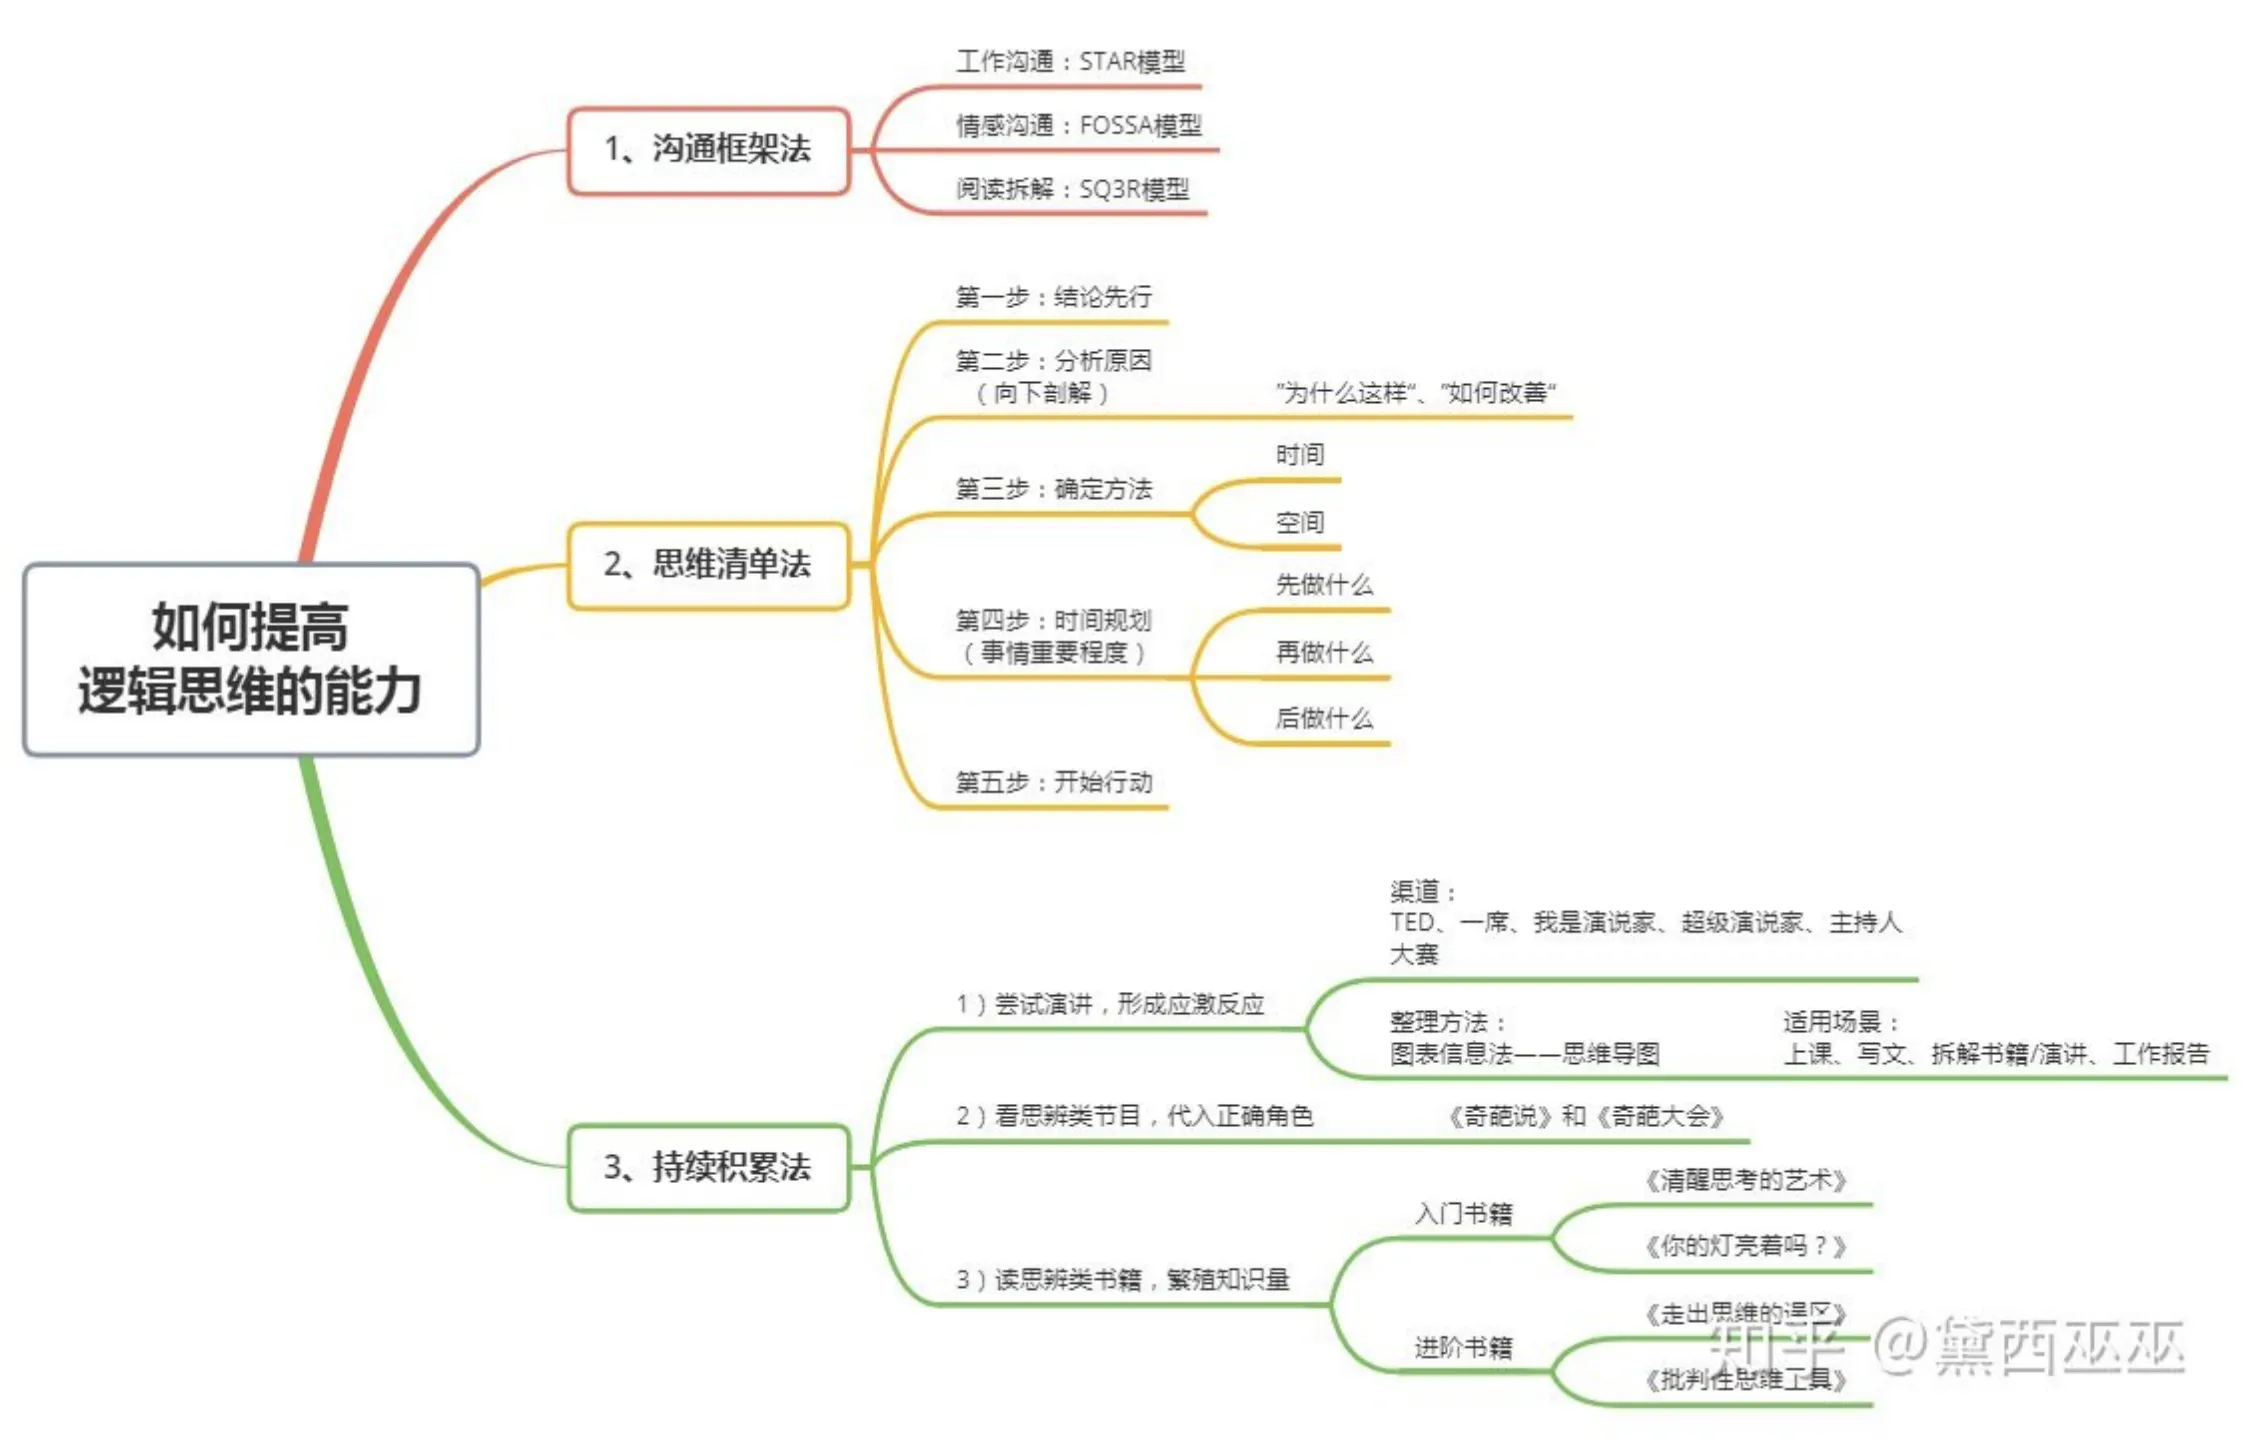 如何提高
逻辑思维的能力
1、沟通框架法
工作沟通：STAR模型
情感沟通：FOSSA模型
阅读拆解：SQ3R模型
2、思维清单法
第一步：结论先行
第二步：分析原因
（向下剖解）
"为什么这样"、"如何改善"
第三步：确定方法
时间
空间
第四步：时间规划
（事情重要程度）
先做什么
再做什么
后做什么
第五步：开始行动
3、持续积累法
1）尝试演讲，形成应激反应
渠道：
TED、一席、我是演说家、超级演说家、主持人
大赛
整理方法：
图表信息法——思维导图
适用场景：
上课、写文、拆解书籍/演讲、工作报告
2）看思辨类节目，代入正确角色
《奇葩说》和《奇葩大会》
3）读思辨类书籍，繁殖知识量
入门书籍
《清醒思考的艺术》
《你的灯亮着吗？》
进阶书籍
《走出思维的误区》
《批判性思维工具》
知乎 @黛西巫巫